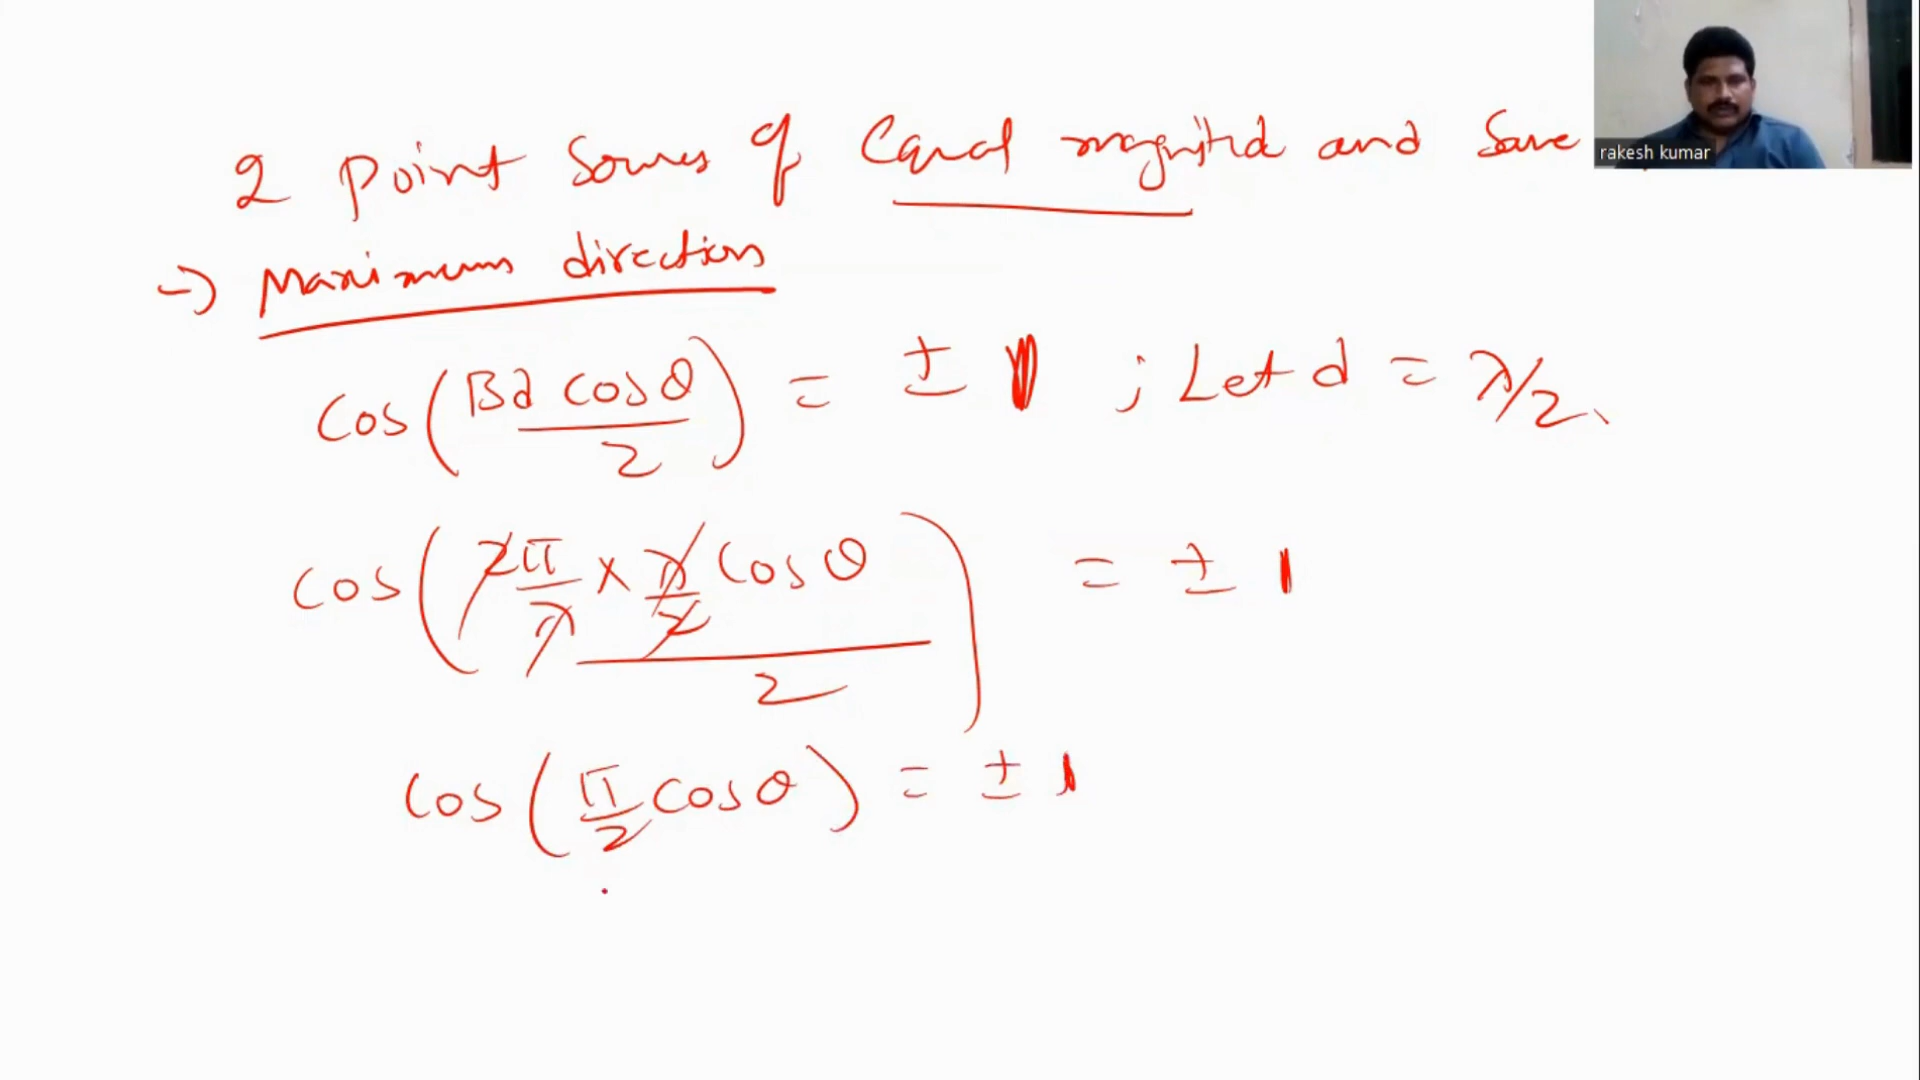 2 Point Sources of Equal magnitud and Same
rakesh kumar
→ Maximum direction
cos(βd cosθ / 2) = ± 1 ; Let d = λ/2
cos(2π/λ × λ/2 cosθ / 2) = ± 1
cos(π/2 cosθ) = ± 1